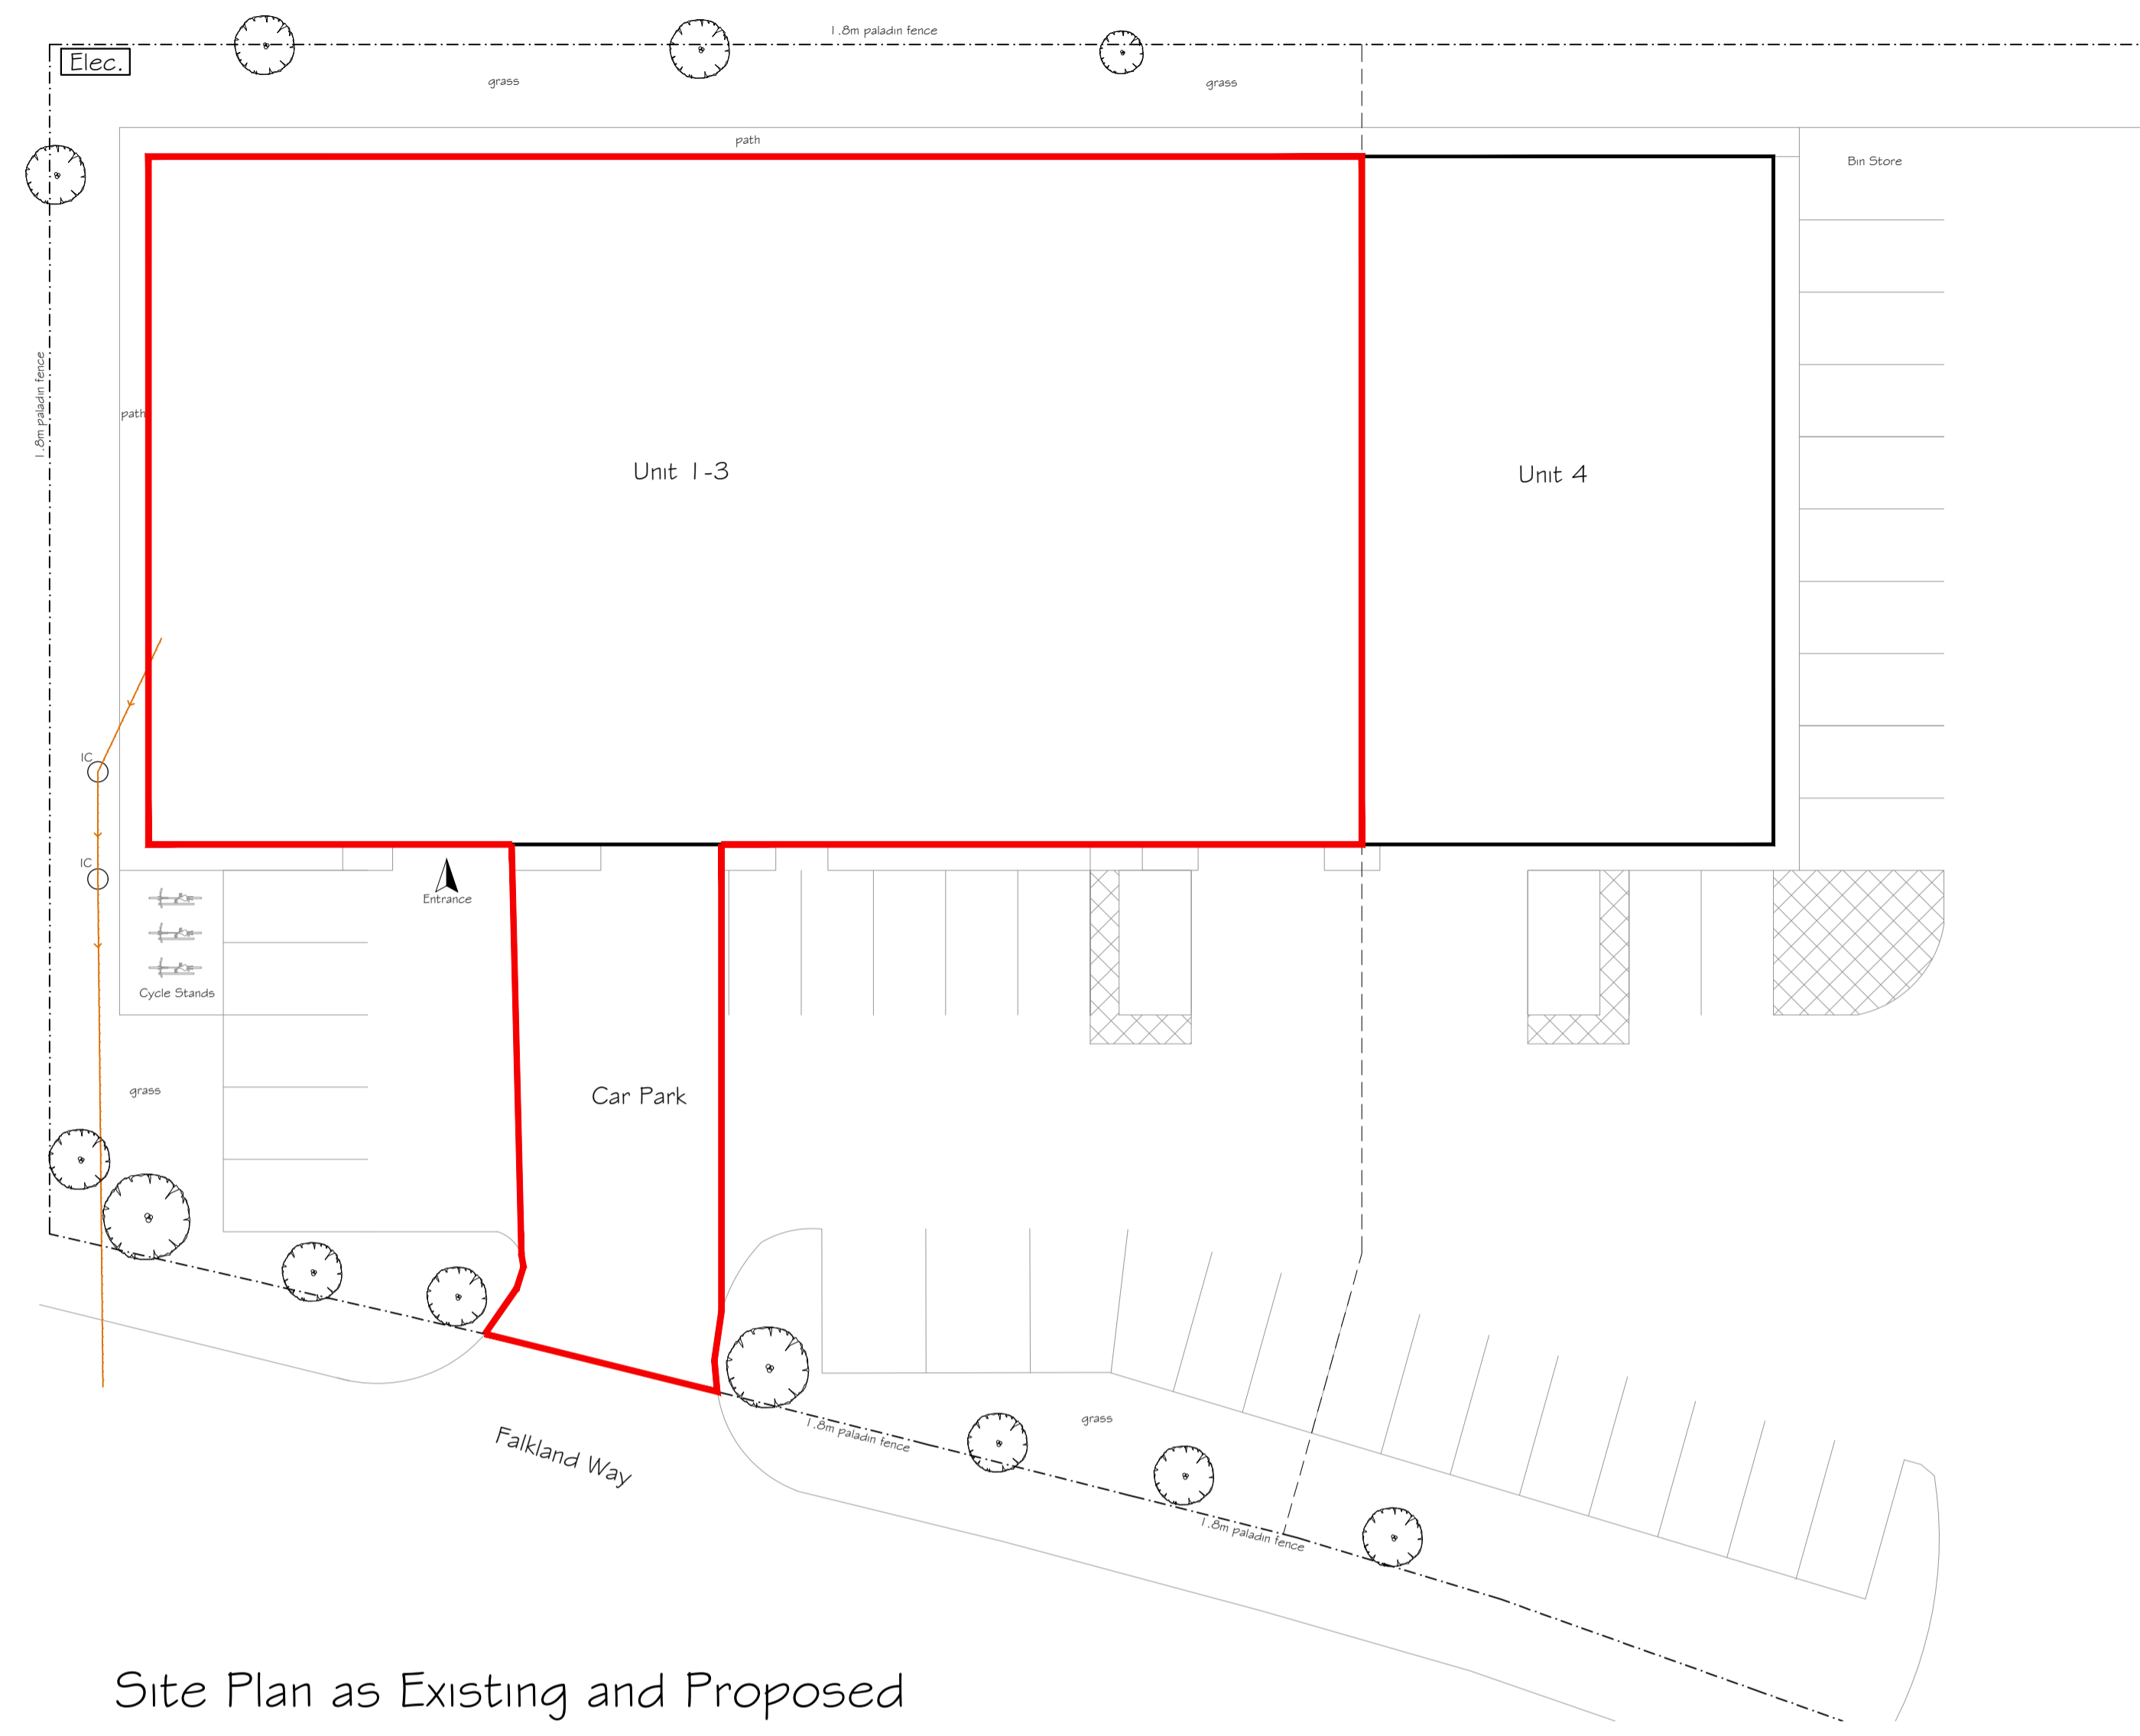 1.8m paladin fence
Elec.
grass
grass
path
Bin Store
1.8m paladin fence
path
Unit 1-3
Unit 4
IC
IC
Entrance
Cycle Stands
grass
Car Park
grass
1.8m paladin fence
Falkland Way
1.8m paladin fence
Site Plan as Existing and Proposed